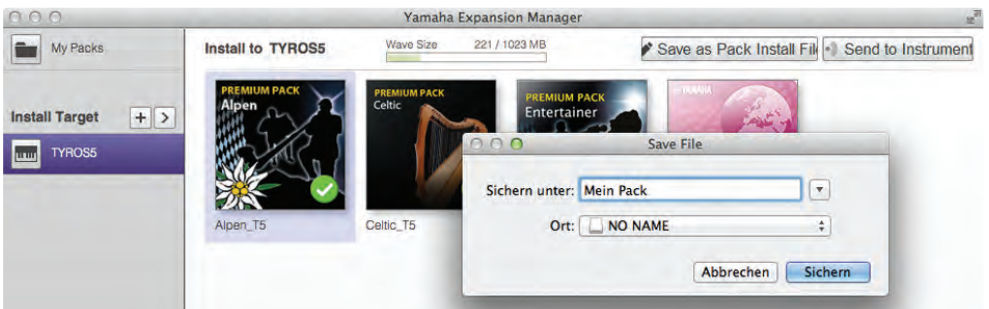 Yamaha Expansion Manager
My Packs
Install to TYROS5
Wave Size 221 / 1023 MB
Save as Pack Install Fil
Send to Instrument
Install Target
TYROS5
PREMIUM PACK
Alpen
PREMIUM PACK
Celtic
PREMIUM PACK
Entertainer
YAMAHA
Alpen_T5
Celtic_T5
Save File
Sichern unter: Mein Pack
Ort: NO NAME
Abbrechen
Sichern